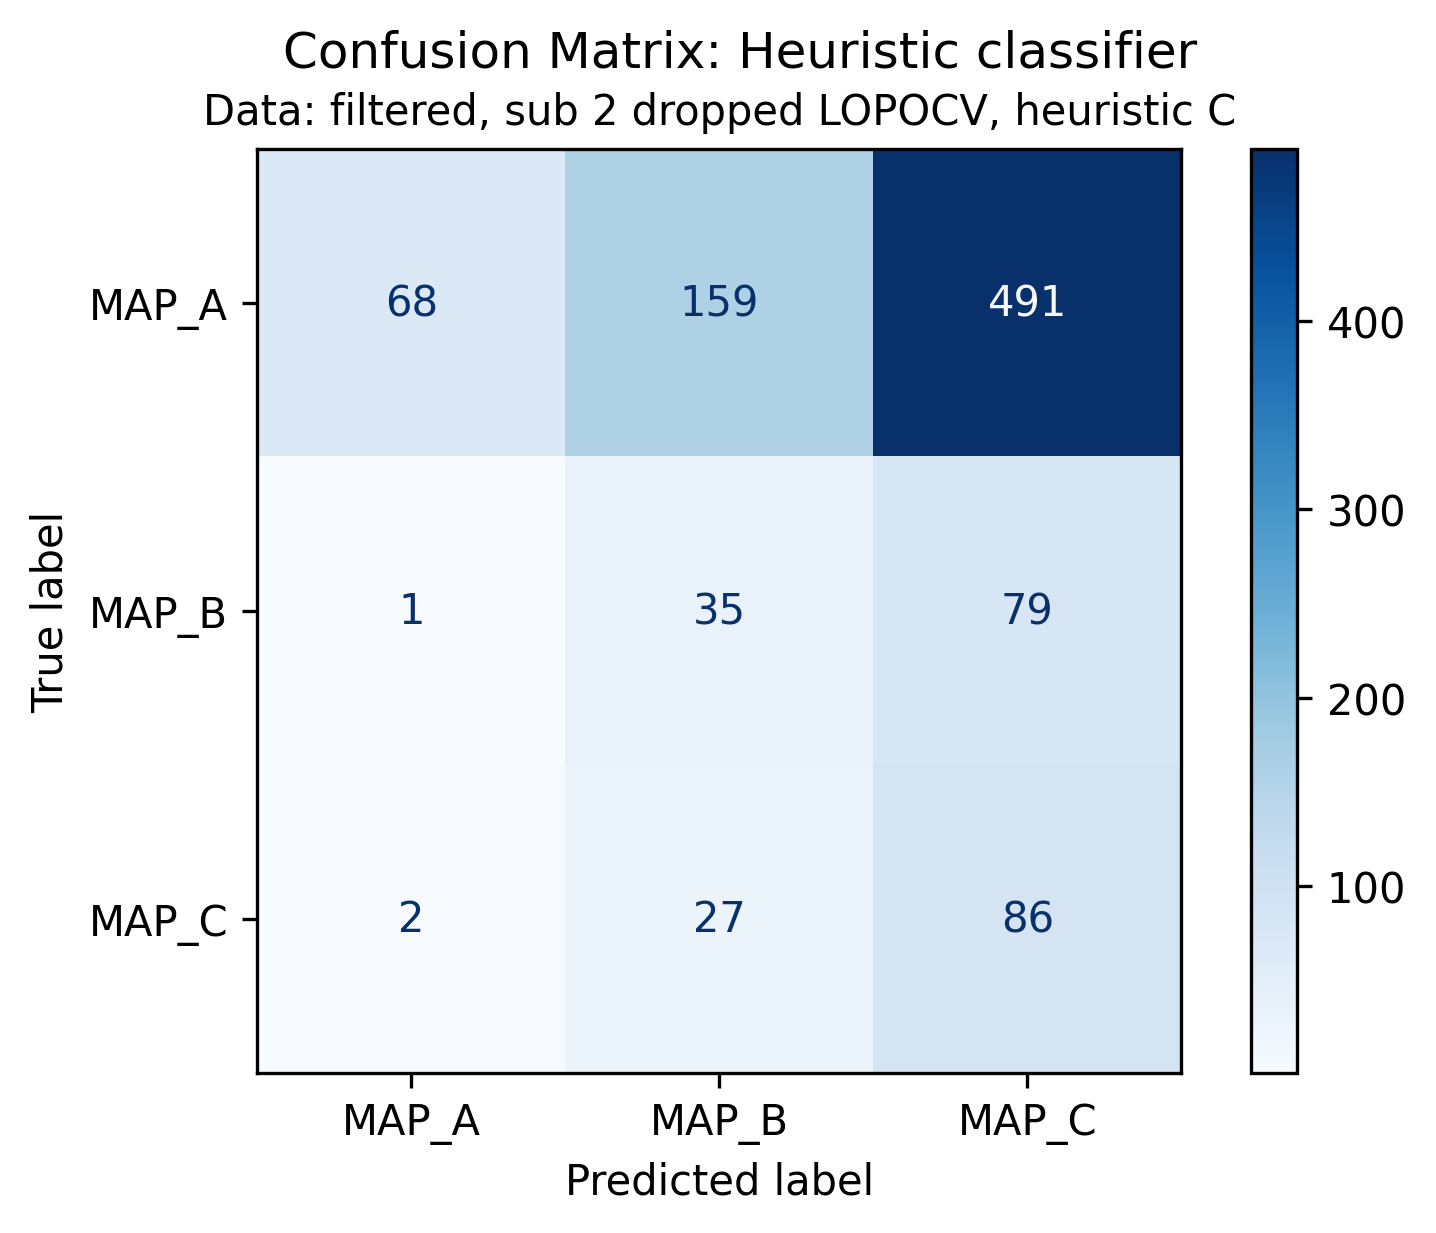 Confusion Matrix: Heuristic classifier
Data: filtered, sub 2 dropped LOPOCV, heuristic C
True label
MAP_A 68 159 491
MAP_B 1 35 79
MAP_C 2 27 86
MAP_A MAP_B MAP_C
Predicted label
400
300
200
100